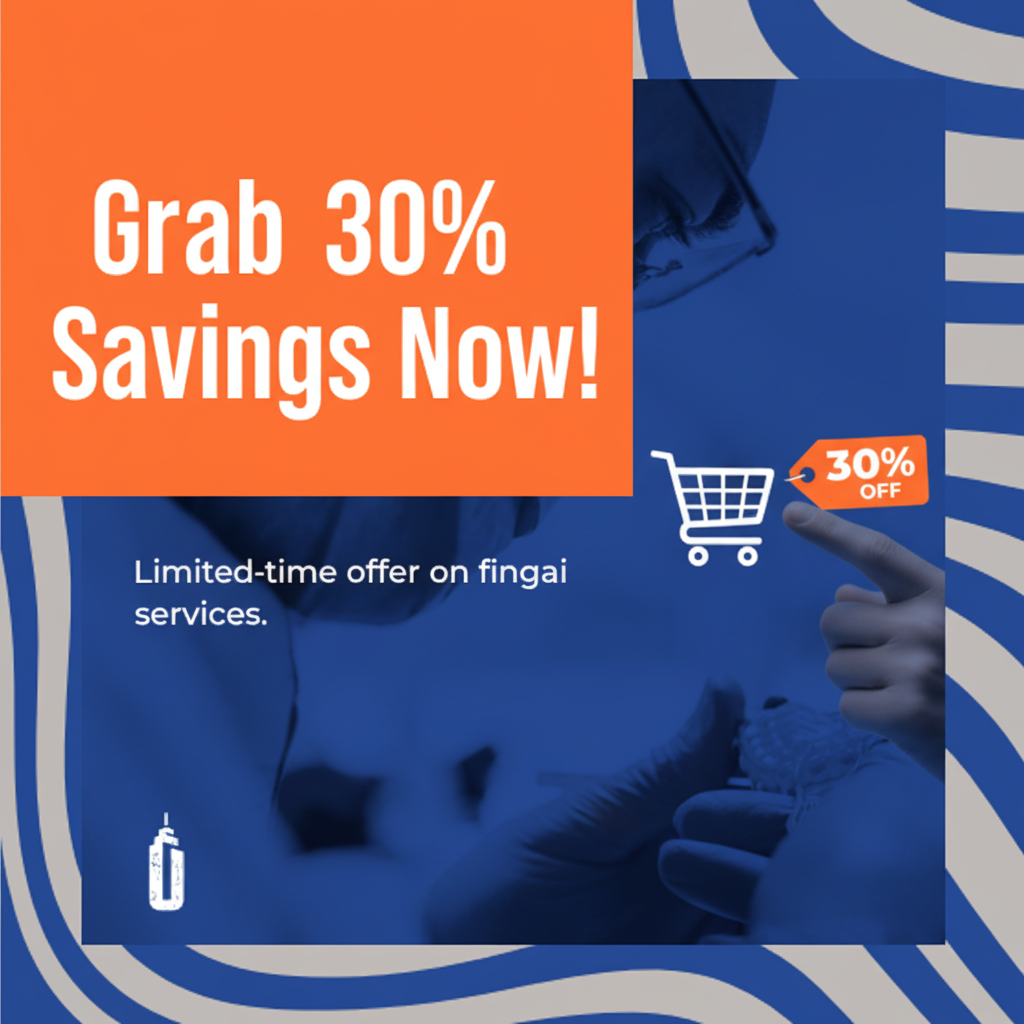 Grab 30%
Savings Now!
30%
OFF
Limited-time offer on fingai
services.